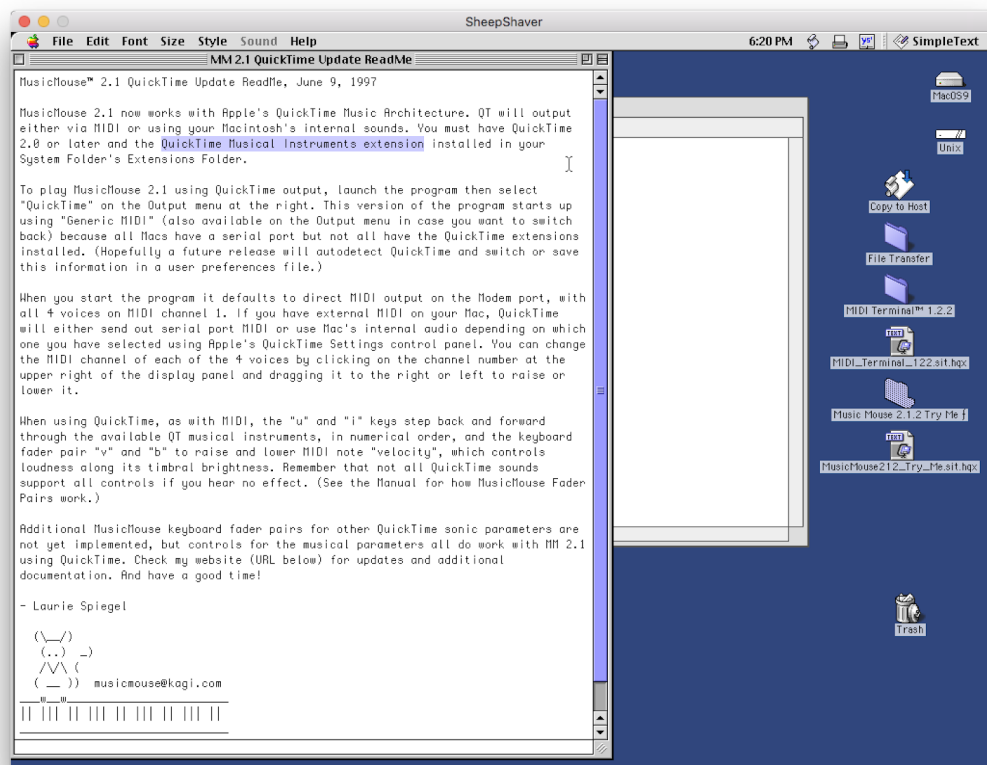 SheepShaver
File Edit Font Size Style Sound Help
6:20 PM
SimpleText
MM 2.1 QuickTime Update ReadMe
MusicMouse™ 2.1 QuickTime Update ReadMe, June 9, 1997
MusicMouse 2.1 now works with Apple's QuickTime Music Architecture. QT will output
either via MIDI or using your Macintosh's internal sounds. You must have QuickTime
2.0 or later and the QuickTime Musical Instruments extension installed in your
System Folder's Extensions Folder.
To play MusicMouse 2.1 using QuickTime output, launch the program then select
"QuickTime" on the Output menu at the right. This version of the program starts up
using "Generic MIDI" (also available on the Output menu in case you want to switch
back) because all Macs have a serial port but not all have the QuickTime extensions
installed. (Hopefully a future release will autodetect QuickTime and switch or save
this information in a user preferences file.)
When you start the program it defaults to direct MIDI output on the Modem port, with
all 4 voices on MIDI channel 1. If you have external MIDI on your Mac, QuickTime
will either send out serial port MIDI or use Mac's internal audio depending on which
one you have selected using Apple's QuickTime Settings control panel. You can change
the MIDI channel of each of the 4 voices by clicking on the channel number at the
upper right of the display panel and dragging it to the right or left to raise or
lower it.
When using QuickTime, as with MIDI, the "u" and "i" keys step back and forward
through the available QT musical instruments, in numerical order, and the keyboard
fader pair "v" and "b" to raise and lower MIDI note "velocity", which controls
loudness along its timbral brightness. Remember that not all QuickTime sounds
support all controls if you hear no effect. (See the Manual for how MusicMouse Fader
Pairs work.)
Additional MusicMouse keyboard fader pairs for other QuickTime sonic parameters are
not yet implemented, but controls for the musical parameters all do work with MM 2.1
using QuickTime. Check my website (URL below) for updates and additional
documentation. And have a good time!
- Laurie Spiegel
(\__/)
(..) _)
/\/\ (
( __ )) musicmouse@kagi.com
___w__w_________________________
|| ||| || ||| || ||| || ||| ||
MacOS9
Unix
Copy to Host
File Transfer
MIDI Terminal™ 1.2.2
MIDI_Terminal_122.sit.hqx
Music Mouse 2.1.2 Try Me ƒ
MusicMouse212_Try_Me.sit.hqx
Trash